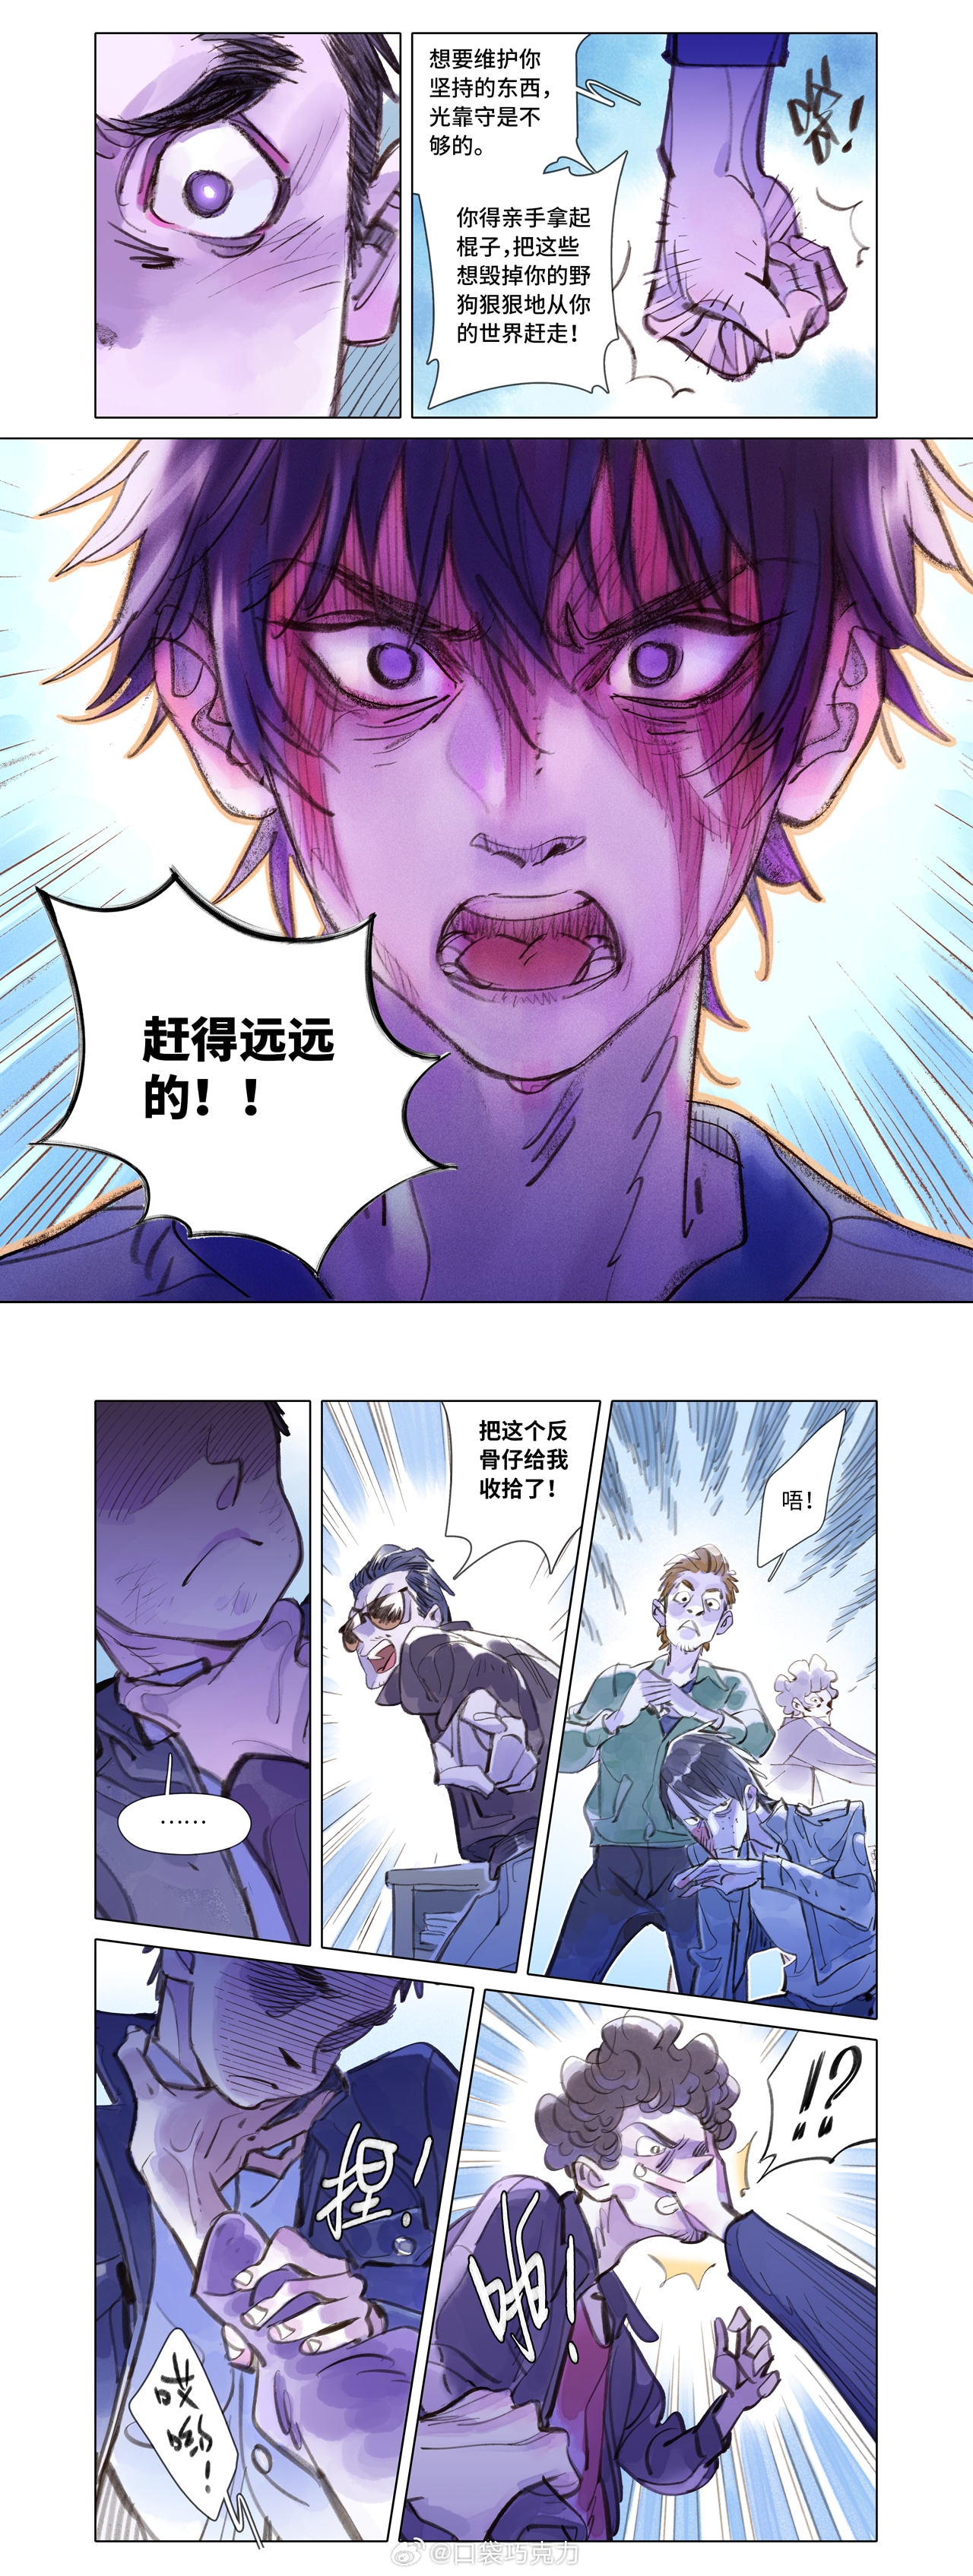 想要维护你
坚持的东西，
光靠守是不
够的。
你得亲手拿起
棍子，把这些
想毁掉你的野
狗狠狠地从你
的世界赶走！
赶得远远
的！！
……
把这个反
骨仔给我
收拾了！
唔！
捏！
哎
哟！
啪！
!?
@口袋巧克力